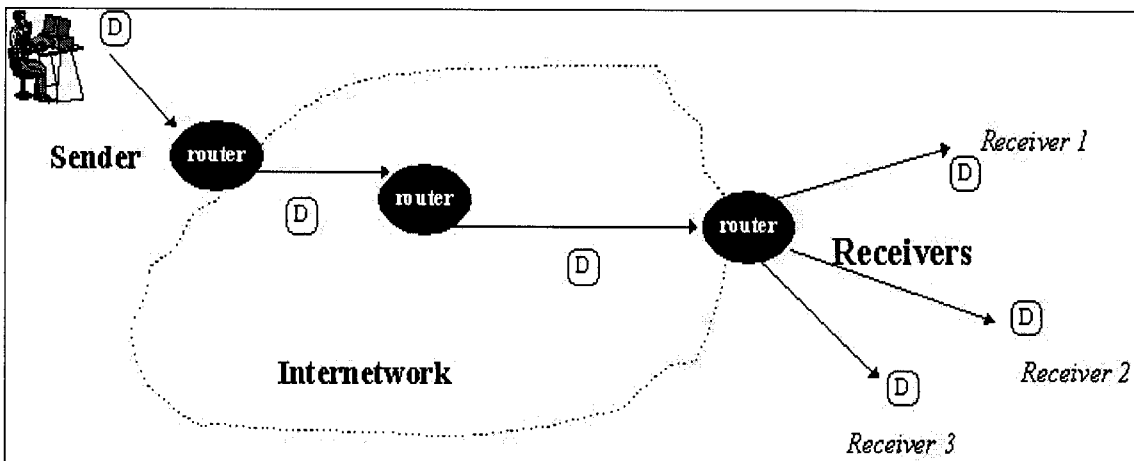 D
Sender
router
D
router
D
router
Receiver 1
D
Receivers
D
Receiver 2
D
Receiver 3
Internetwork